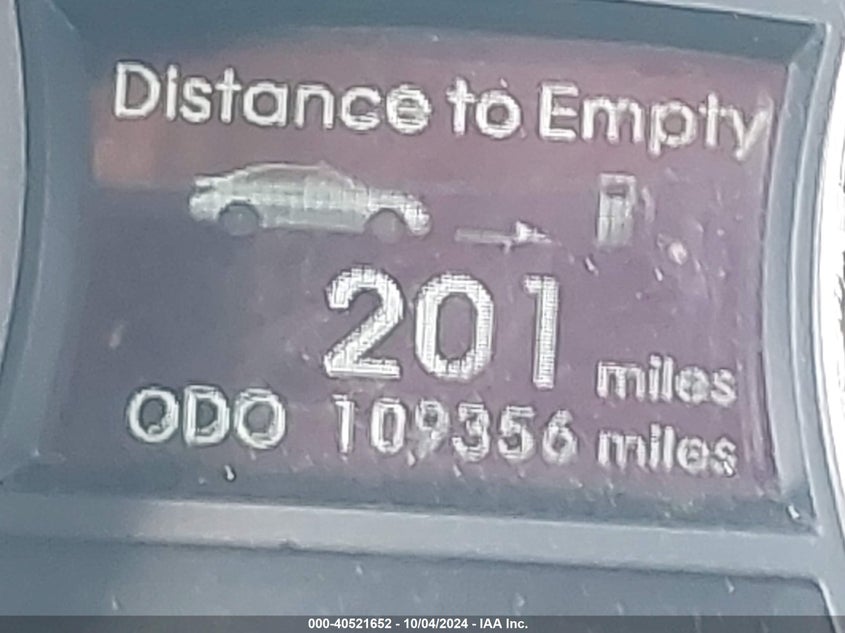 Distance to Empty
201 miles
ODO 109356 miles
000-40521652 - 10/04/2024 - IAA Inc.